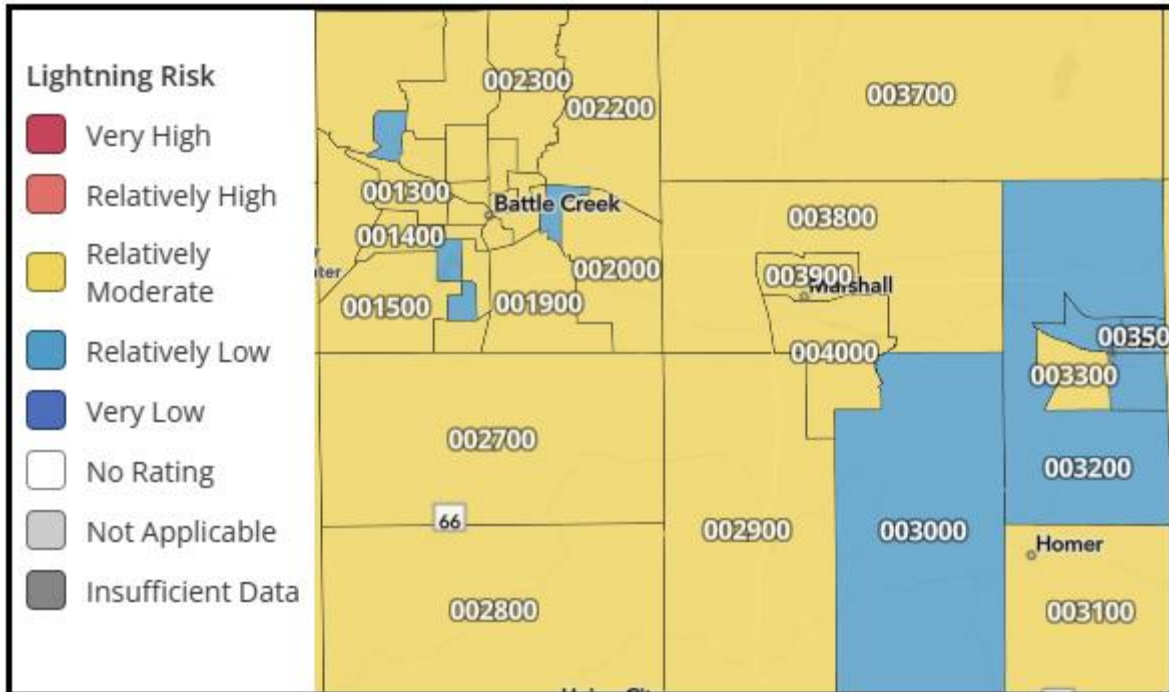 Lightning Risk
Very High
Relatively High
Relatively
Moderate
Relatively Low
Very Low
No Rating
Not Applicable
Insufficient Data
002300
002200
003700
001300
Battle Creek
003800
001400
002000
003900
Marshall
001500
001900
003500
004000
003300
002700
003200
66
002900
003000
Homer
002800
003100